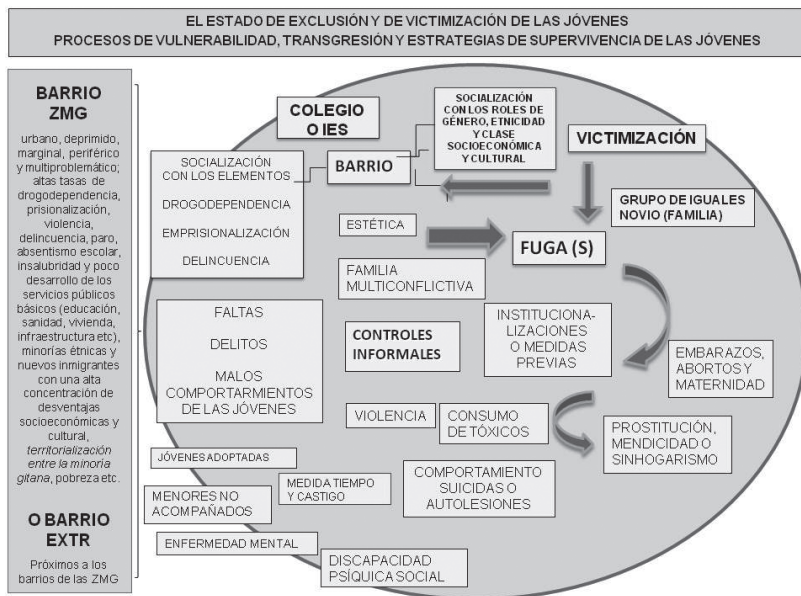 EL ESTADO DE EXCLUSIÓN Y DE VICTIMIZACIÓN DE LAS JÓVENES
PROCESOS DE VULNERABILIDAD, TRANSGRESIÓN Y ESTRATEGIAS DE SUPERVIVENCIA DE LAS JÓVENES
BARRIO
ZMG
urbano, deprimido,
marginal, periférico
y multiproblemático;
altas tasas de
drogodependencia,
prisionalización,
violencia,
delincuencia, paro,
absentismo escolar,
insalubridad y poco
desarrollo de los
servicios públicos
básicos (educación,
sanidad, vivienda,
infraestructura etc),
minorías étnicas y
nuevos inmigrantes
con una alta
concentración de
desventajas
socioeconómicas y
cultural,
territorialización
entre la minoría
gitana, pobreza etc.
O BARRIO
EXTR
Próximos a los
barrios de las ZMG
COLEGIO
O IES
SOCIALIZACIÓN
CON LOS ROLES DE
GÉNERO, ETNICIDAD
Y CLASE
SOCIOECONÓMICA
Y CULTURAL
VICTIMIZACIÓN
SOCIALIZACIÓN
CON LOS ELEMENTOS
DROGODEPENDENCIA
EMPRISIONALIZACIÓN
DELINCUENCIA
BARRIO
GRUPO DE IGUALES
NOVIO (FAMILIA)
ESTÉTICA
FUGA (S)
FAMILIA
MULTICONFLICTIVA
FALTAS
DELITOS
MALOS
COMPORTARMIENTOS
DE LAS JÓVENES
CONTROLES
INFORMALES
INSTITUCIONA-
LIZACIONES
O MEDIDAS
PREVIAS
EMBARAZOS,
ABORTOS Y
MATERNIDAD
VIOLENCIA
CONSUMO
DE TÓXICOS
PROSTITUCIÓN,
MENDICIDAD O
SINHOGARISMO
JÓVENES ADOPTADAS
MEDIDA TIEMPO
Y CASTIGO
COMPORTAMIENTO
SUICIDAS O
AUTOLESIONES
MENORES NO
ACOMPAÑADOS
ENFERMEDAD MENTAL
DISCAPACIDAD
PSÍQUICA SOCIAL